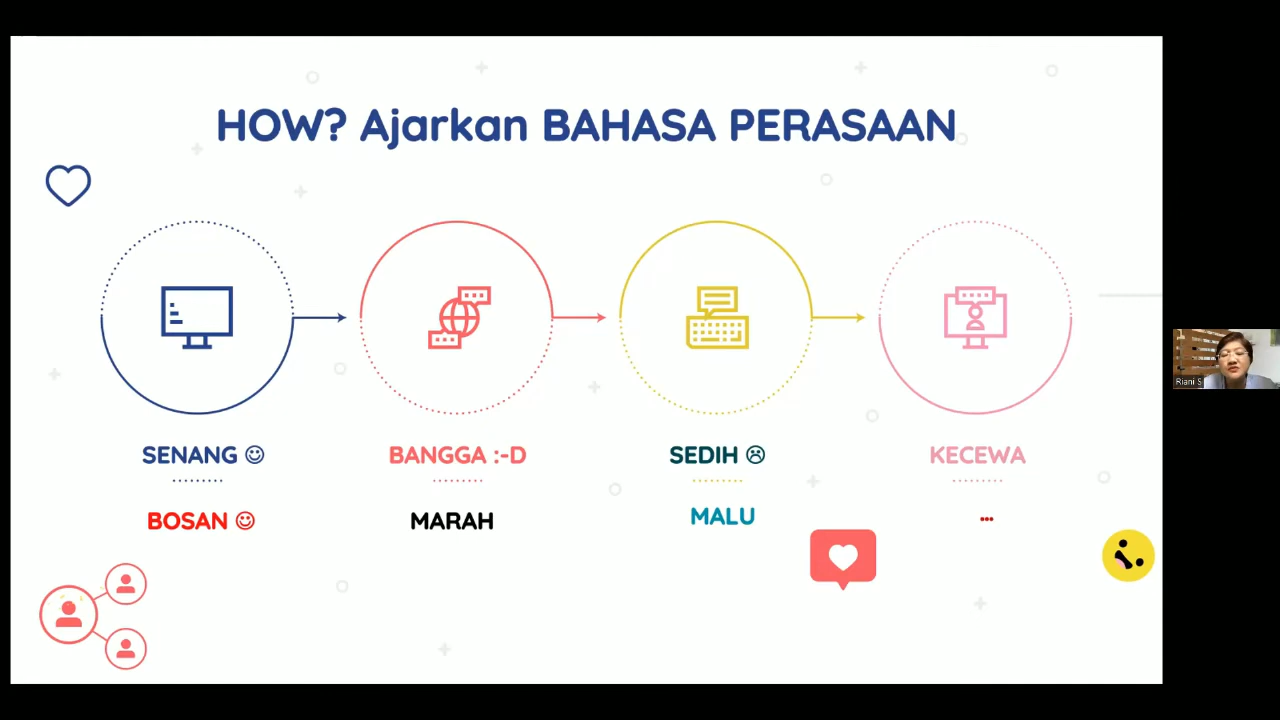 HOW? Ajarkan BAHASA PERASAAN
SENANG ☺
BANGGA :-D
SEDIH ☹
KECEWA
BOSAN ☺
MARAH
MALU
...
Riani S